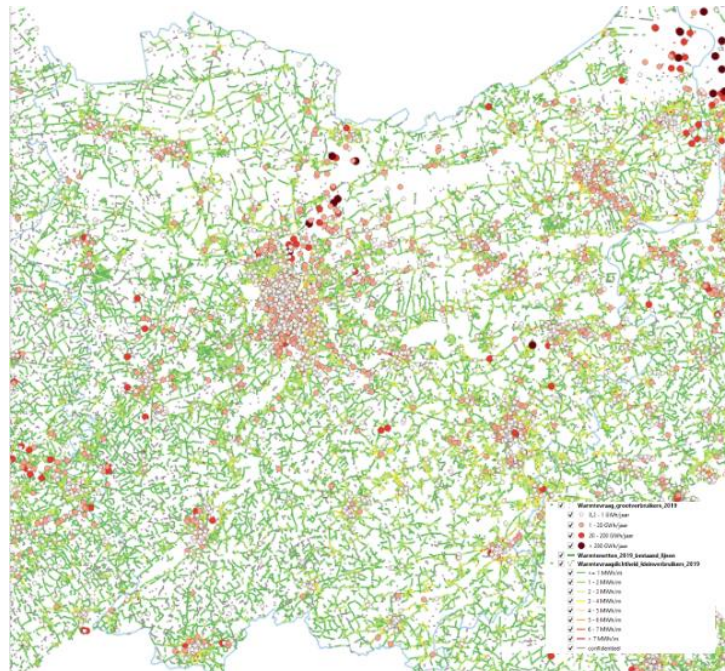 Warmtevraag_grootverbruikers_2019
0,2 - 1 GWh/jaar
1 - 20 GWh/jaar
20 - 200 GWh/jaar
> 200 GWh/jaar
Warmtenetten_2019_bestaand_lijnen
Warmtevraagdichtheid_kleinverbruikers_2019
<= 1 MWh/m
1 - 2 MWh/m
2 - 3 MWh/m
3 - 4 MWh/m
4 - 5 MWh/m
5 - 6 MWh/m
6 - 7 MWh/m
> 7 MWh/m
confidentieel